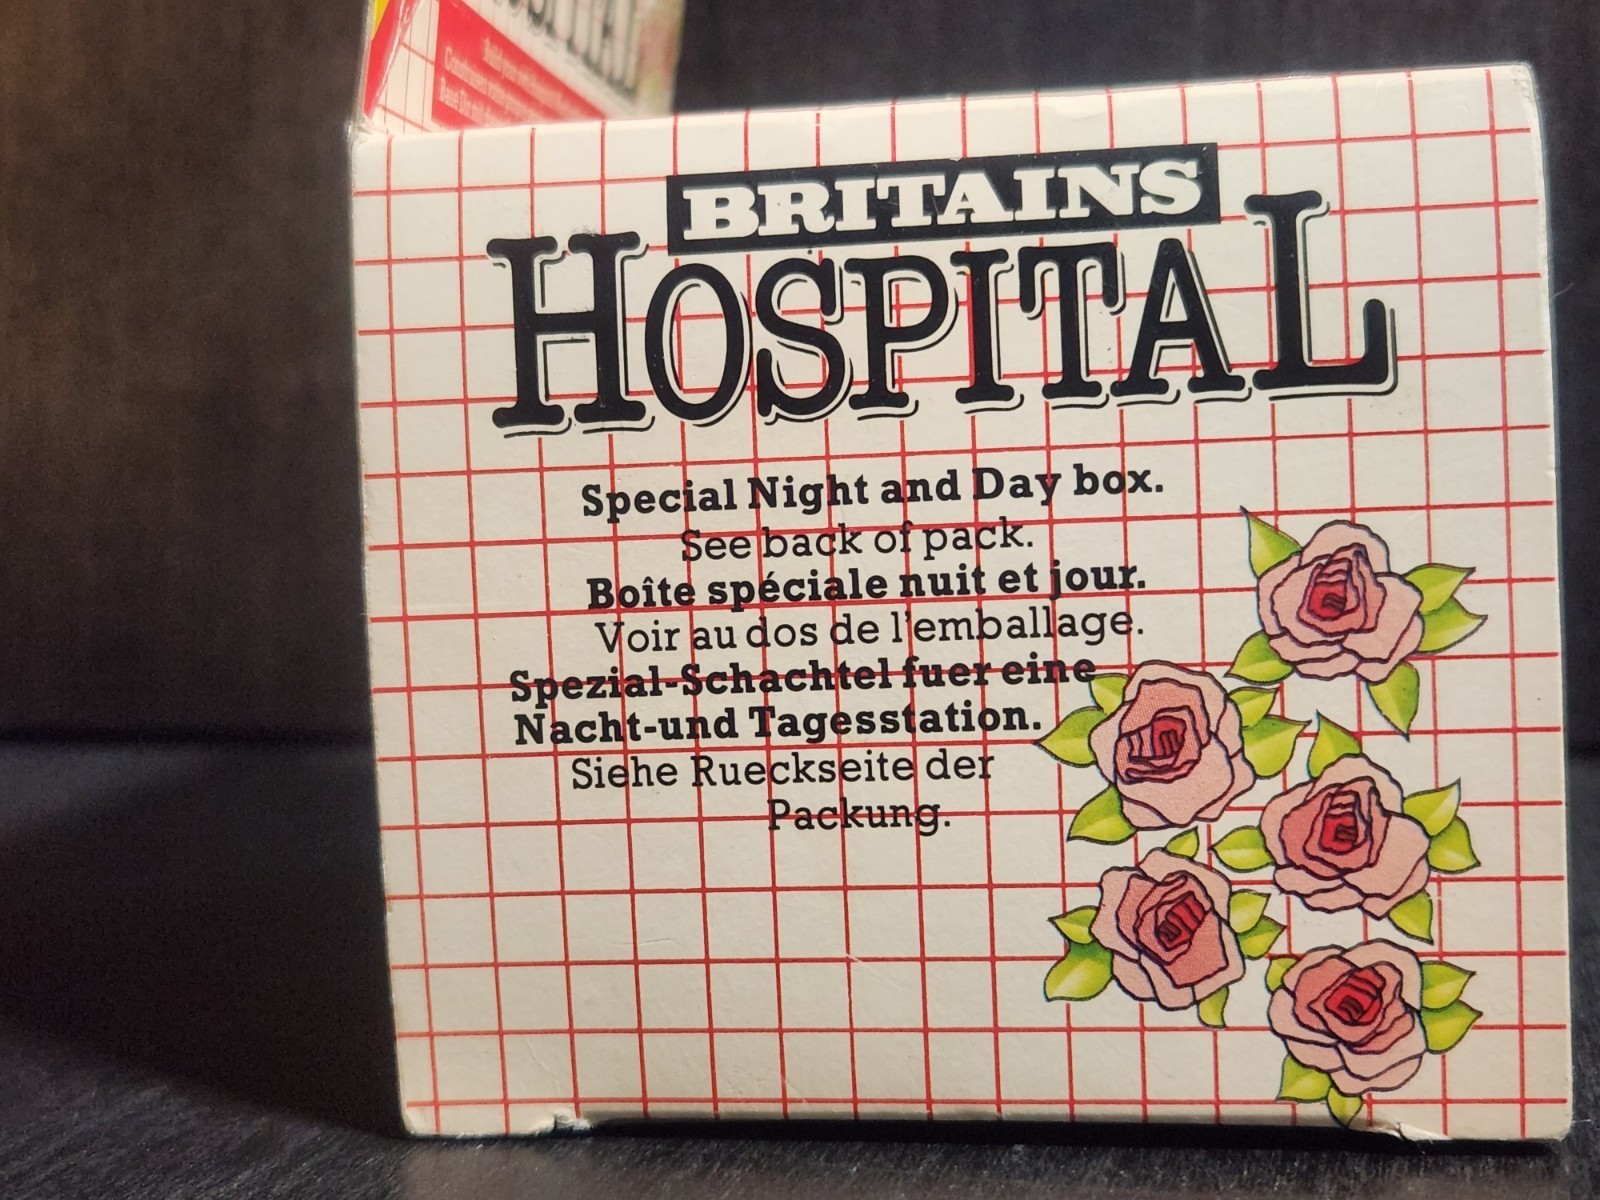 HOSPITAL
BRITAINS
HOSPITAL
Special Night and Day box.
See back of pack.
Boîte spéciale nuit et jour.
Voir au dos de l'emballage.
Spezial-Schachtel fuer eine
Nacht-und Tagesstation.
Siehe Rueckseite der
Packung.